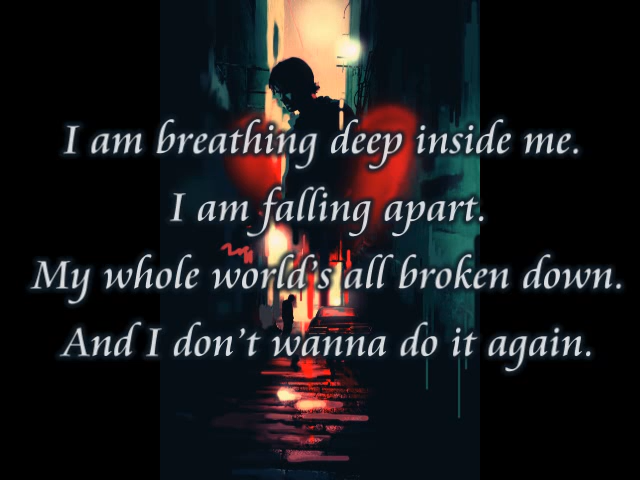 I am breathing deep inside me.
I am falling apart.
My whole world's all broken down.
And I don't wanna do it again.